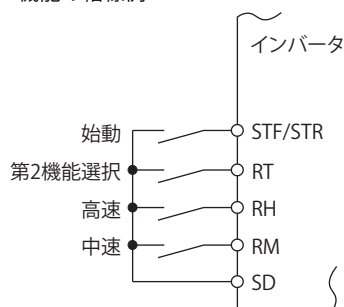 インバータ
始動 STF/STR
第2機能選択 RT
高速 RH
中速 RM
SD